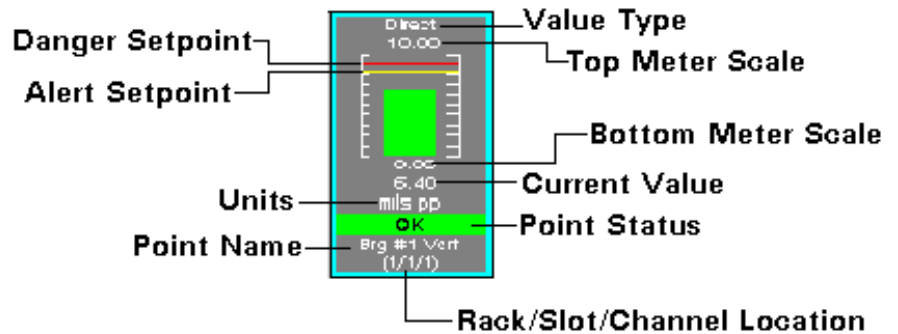 Direct
Value Type
10.00
Danger Setpoint
Top Meter Scale
Alert Setpoint
Bottom Meter Scale
0.00
6.40
Current Value
Units
mils pp
OK
Point Status
Point Name
Brg #1 Vert
(1/1/1)
Rack/Slot/Channel Location